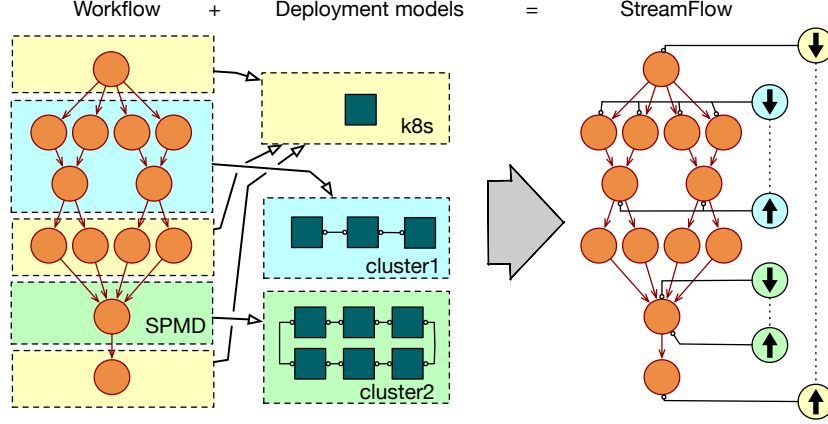 Workflow + Deployment models = StreamFlow
k8s
cluster1
SPMD
cluster2